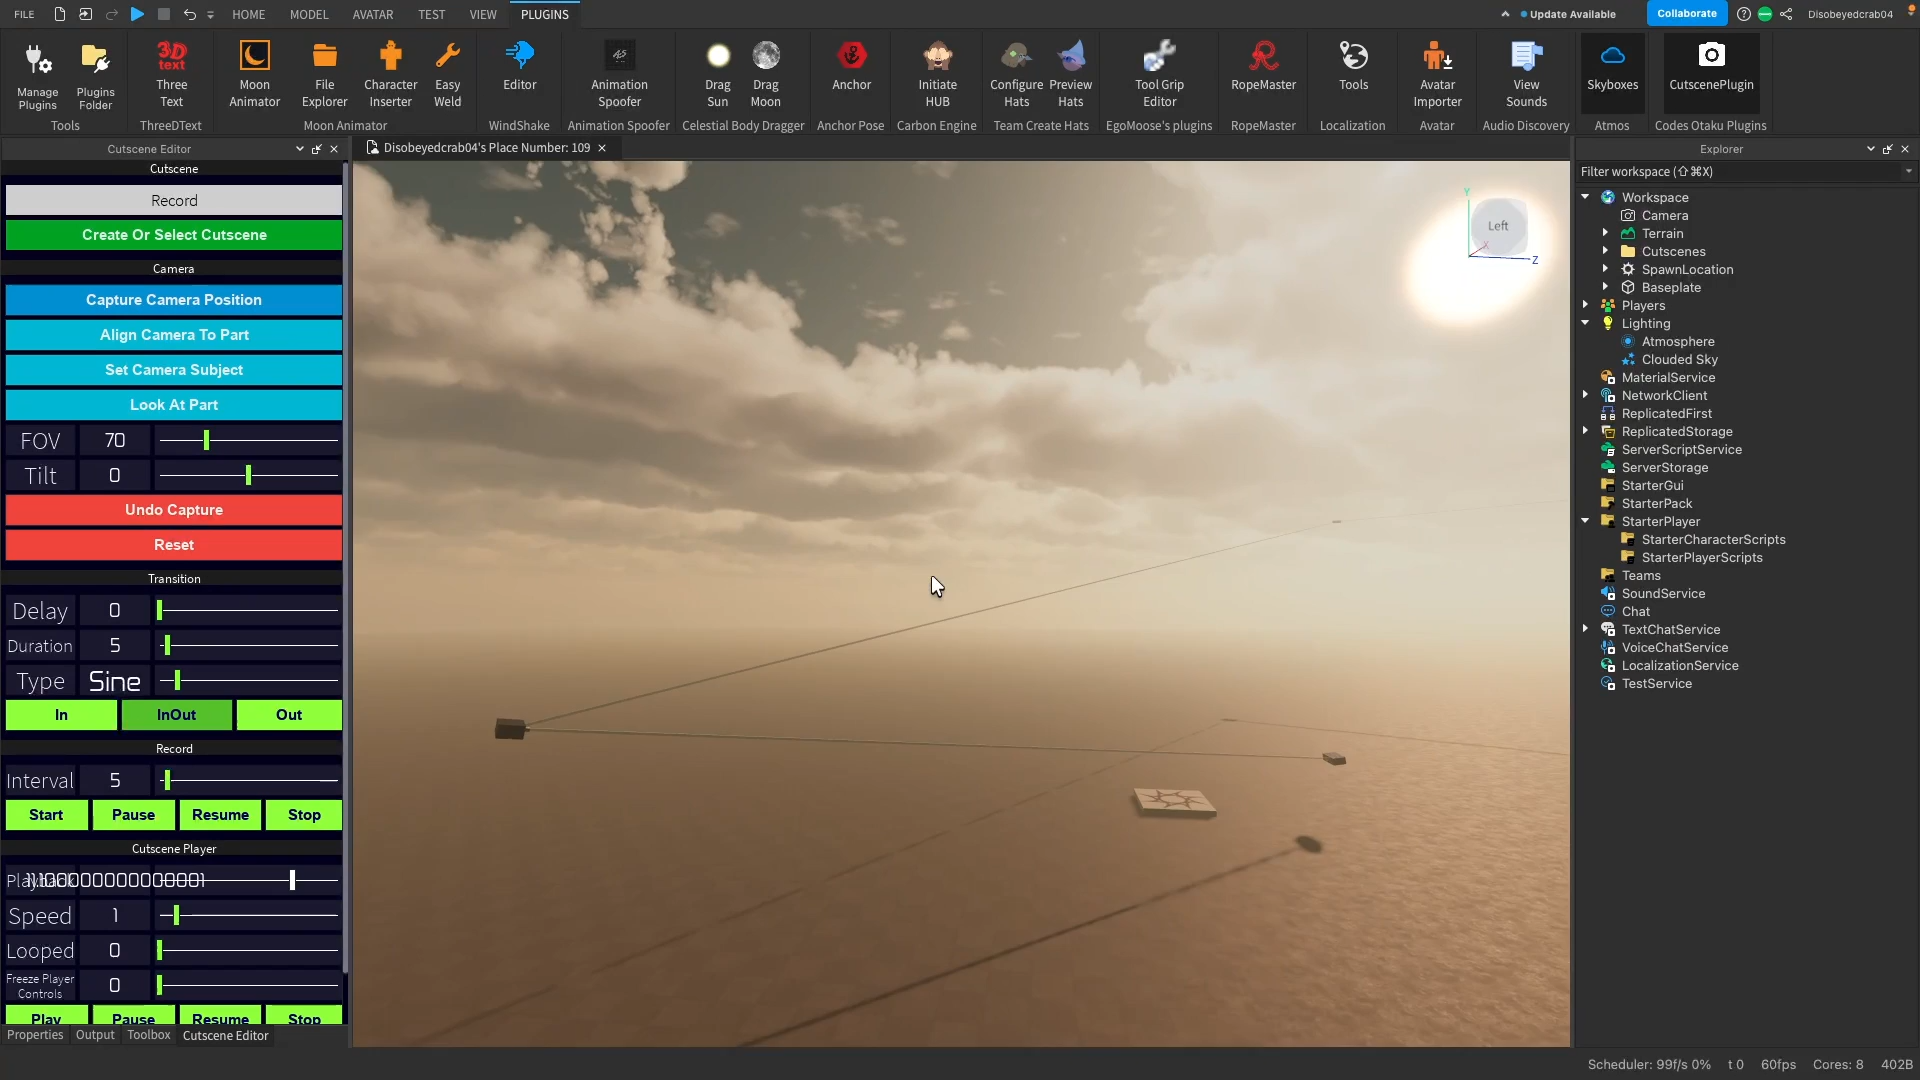 FILE
HOME
MODEL
AVATAR
TEST
VIEW
PLUGINS
Update Available
Collaborate
Disobeyedcrab04
Manage
Plugins
Plugins
Folder
Tools
3D
text
Three
Text
ThreeDText
Moon
Animator
File
Explorer
Character
Inserter
Easy
Weld
Moon Animator
Editor
WindShake
Animation
Spoofer
Animation Spoofer
Drag
Sun
Drag
Moon
Celestial Body Dragger
Anchor
Anchor Pose
Initiate
HUB
Carbon Engine
Configure
Hats
Preview
Hats
Team Create Hats
Tool Grip
Editor
EgoMoose's plugins
RopeMaster
RopeMaster
Tools
Localization
Avatar
Importer
Avatar
View
Sounds
Audio Discovery
Skyboxes
Atmos
CutscenePlugin
Codes Otaku Plugins
Cutscene Editor
Cutscene
Record
Create Or Select Cutscene
Camera
Capture Camera Position
Align Camera To Part
Set Camera Subject
Look At Part
FOV 70
Tilt 0
Undo Capture
Reset
Transition
Delay 0
Duration 5
Type Sine
In InOut Out
Record
Interval 5
Start Pause Resume Stop
Cutscene Player
Speed 1
Looped 0
Freeze Player
Controls 0
Play Pause Resume Stop
Properties Output Toolbox Cutscene Editor
Disobeyedcrab04's Place Number: 109
Left
Y
X
Z
Explorer
Filter workspace (⇧⌘X)
Workspace
Camera
Terrain
Cutscenes
SpawnLocation
Baseplate
Players
Lighting
Atmosphere
Clouded Sky
MaterialService
NetworkClient
ReplicatedFirst
ReplicatedStorage
ServerScriptService
ServerStorage
StarterGui
StarterPack
StarterPlayer
StarterCharacterScripts
StarterPlayerScripts
Teams
SoundService
Chat
TextChatService
VoiceChatService
LocalizationService
TestService
Scheduler: 99f/s 0% t 0 60fps Cores: 8 402B